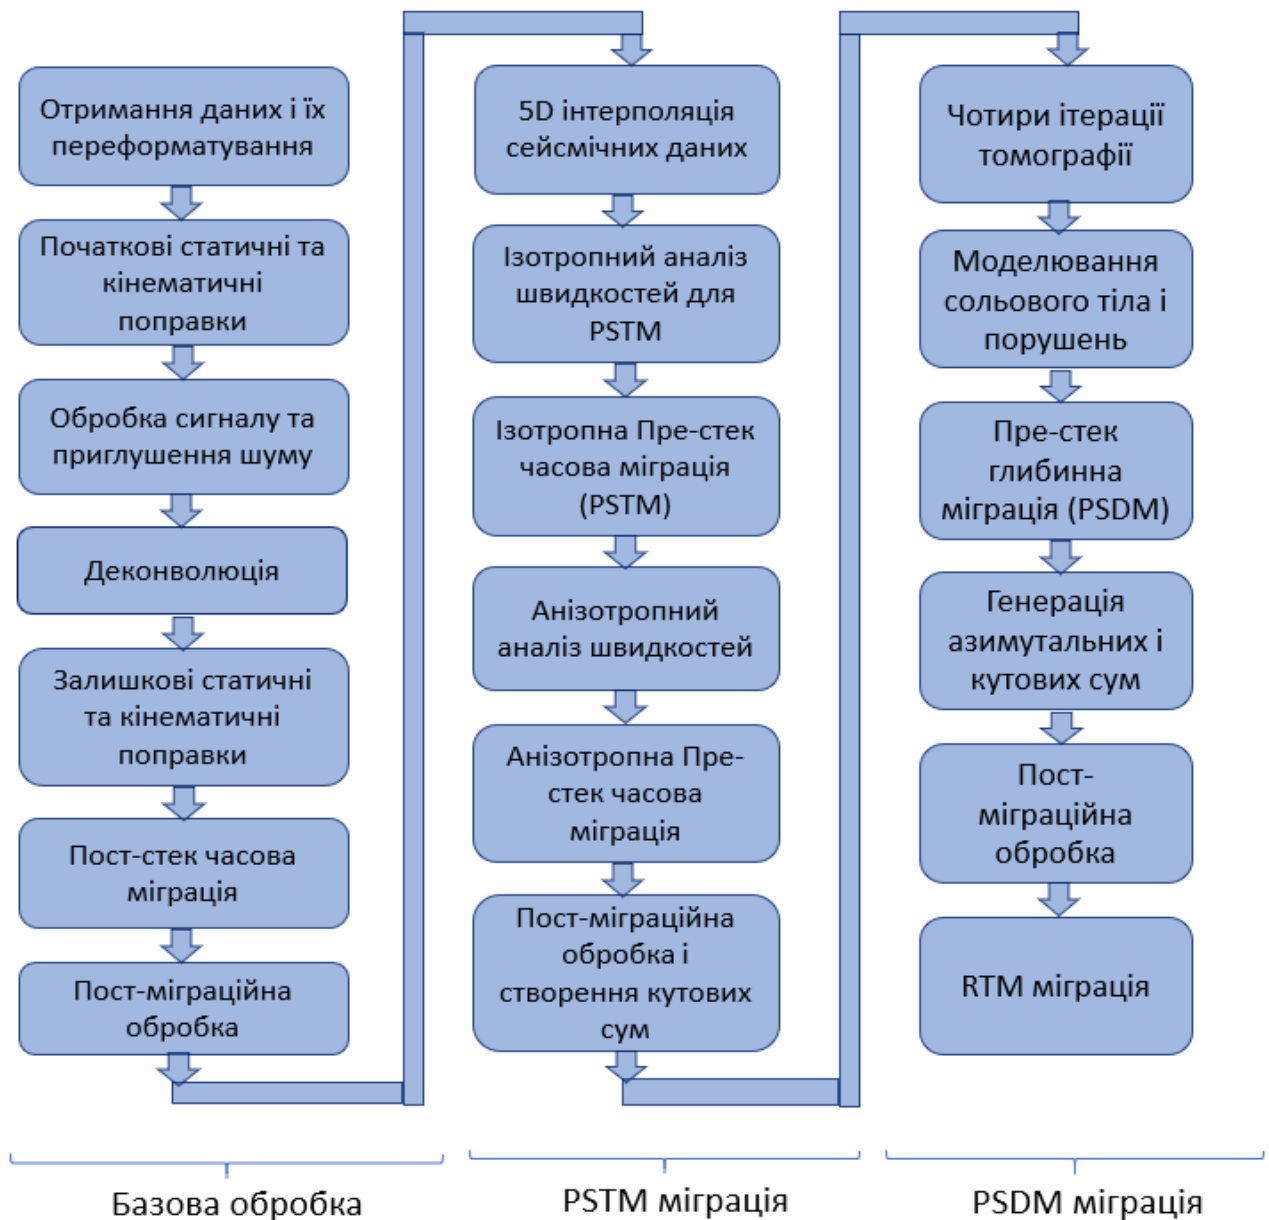 Отримання даних і їх
переформатування
Початкові статичні та
кінематичні
поправки
Обробка сигналу та
приглушення шуму
Деконволюція
Залишкові статичні
та кінематичні
поправки
Пост-стек часова
міграція
Пост-міграційна
обробка
5D інтерполяція
сейсмічних даних
Ізотропний аналіз
швидкостей для
PSTM
Ізотропна Пре-стек
часова міграція
(PSTM)
Анізотропний
аналіз швидкостей
Анізотропна Пре-
стек часова
міграція
Пост-міграційна
обробка і
створення кутових
сум
Чотири ітерації
томографії
Моделювання
сольового тіла і
порушень
Пре-стек
глибинна
міграція (PSDM)
Генерація
азимутальних і
кутових сум
Пост-
міграційна
обробка
RTM міграція
Базова обробка
PSTM міграція
PSDM міграція